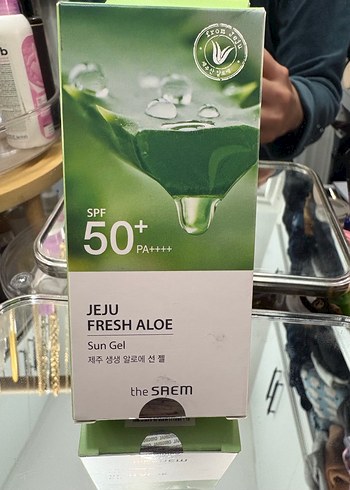 from Jeju
SPF
50+
PA++++
JEJU
FRESH ALOE
Sun Gel
제주 생생 알로에 선 젤
the SAEM